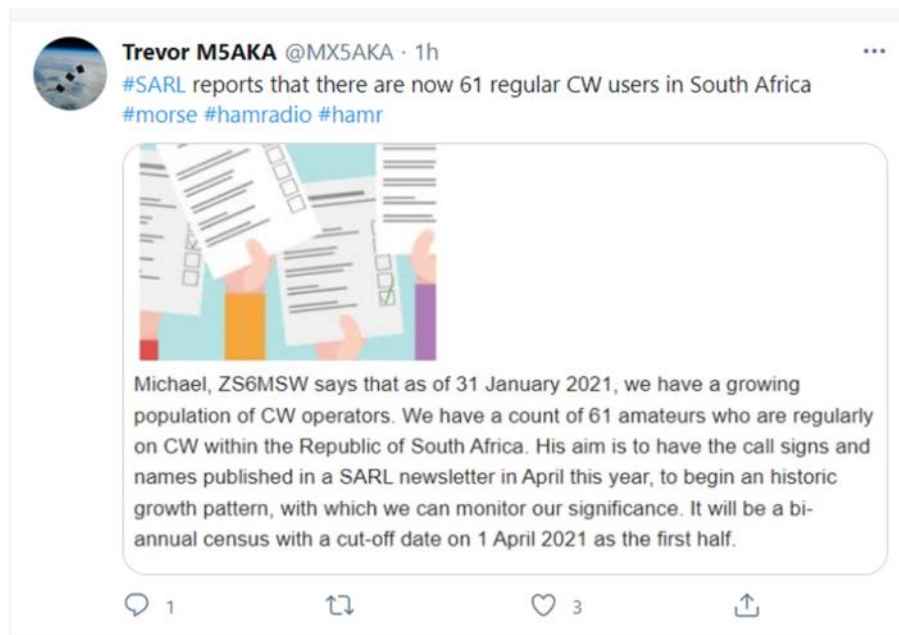 Trevor M5AKA @MX5AKA · 1h
#SARL reports that there are now 61 regular CW users in South Africa
#morse #hamradio #hamr
Michael, ZS6MSW says that as of 31 January 2021, we have a growing
population of CW operators. We have a count of 61 amateurs who are regularly
on CW within the Republic of South Africa. His aim is to have the call signs and
names published in a SARL newsletter in April this year, to begin an historic
growth pattern, with which we can monitor our significance. It will be a bi-
annual census with a cut-off date on 1 April 2021 as the first half.
1 3